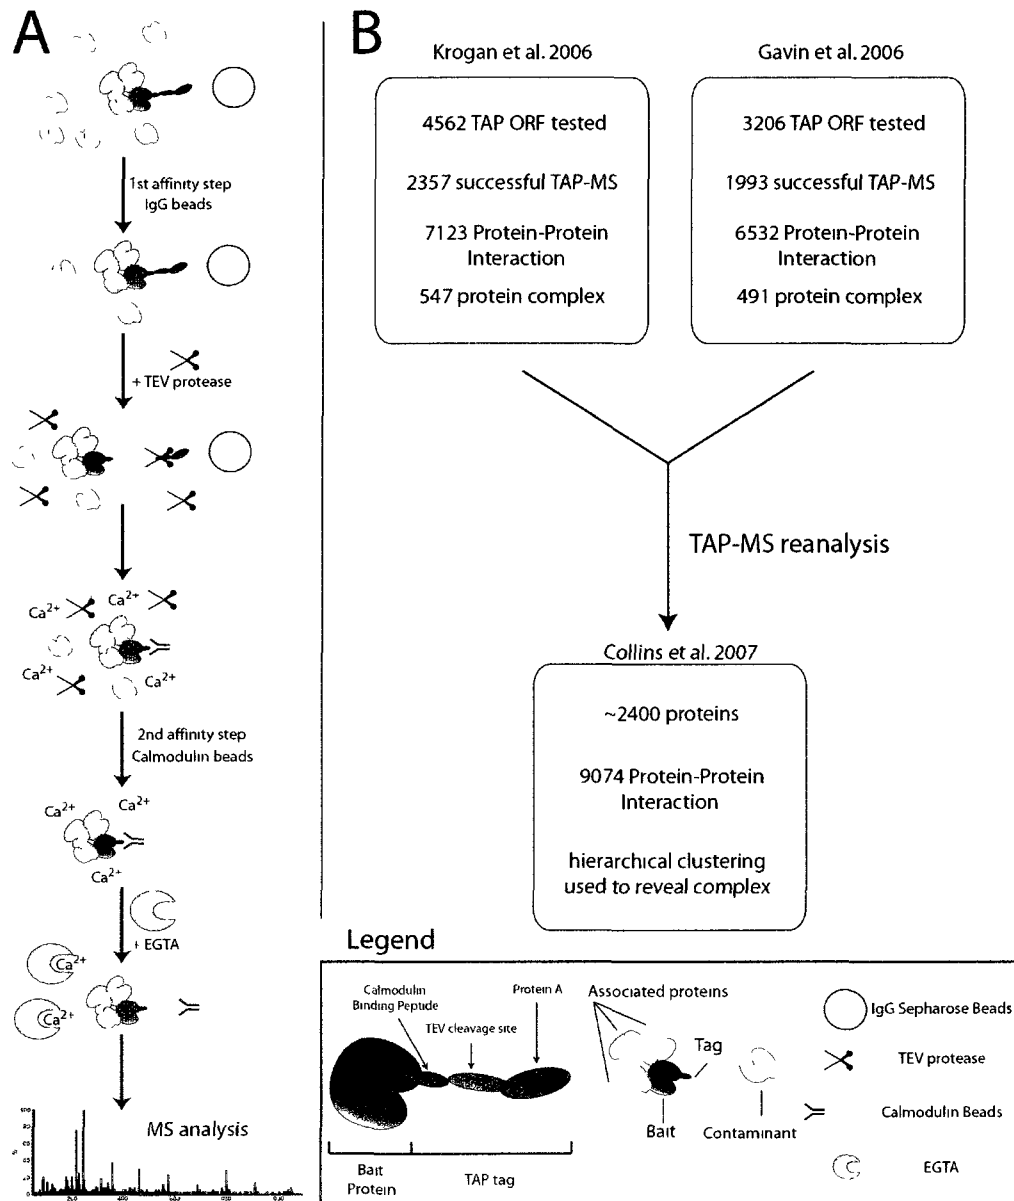 A
1st affinity step
IgG beads
+ TEV protease
Ca2+
Ca2+
Ca2+
Ca2+
2nd affinity step
Calmodulin beads
Ca2+
Ca2+
Ca2+
+ EGTA
Ca2+
Ca2+
MS analysis
B
Krogan et al. 2006
4562 TAP ORF tested
2357 successful TAP-MS
7123 Protein-Protein
Interaction
547 protein complex
Gavin et al. 2006
3206 TAP ORF tested
1993 successful TAP-MS
6532 Protein-Protein
Interaction
491 protein complex
TAP-MS reanalysis
Collins et al. 2007
~2400 proteins
9074 Protein-Protein
Interaction
hierarchical clustering
used to reveal complex
Legend
Calmodulin
Binding Peptide
TEV cleavage site
Protein A
Bait
Protein
TAP tag
Associated proteins
Tag
Bait
Contaminant
IgG Sepharose Beads
TEV protease
Calmodulin Beads
EGTA